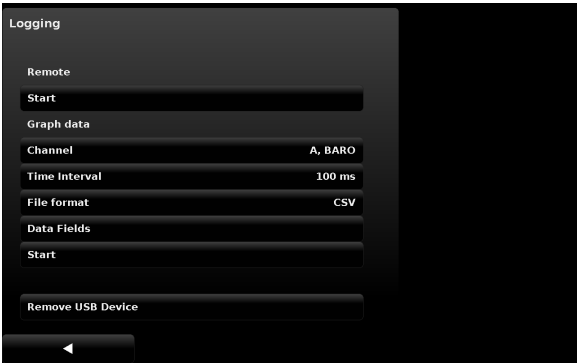 Logging
Remote
Start
Graph data
Channel A, BARO
Time Interval 100 ms
File format CSV
Data Fields
Start
Remove USB Device